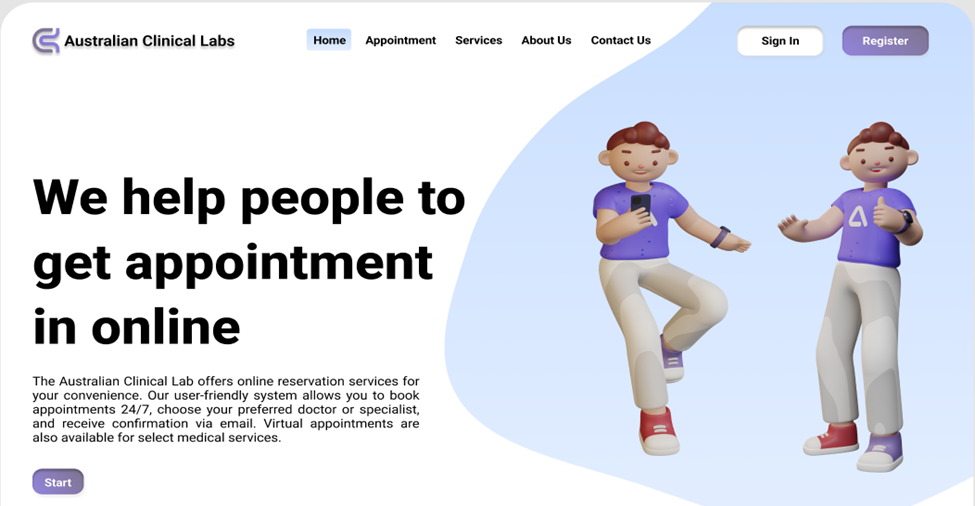 Australian Clinical Labs
Home Appointment Services About Us Contact Us
Sign In Register
We help people to
get appointment
in online
The Australian Clinical Lab offers online reservation services for
your convenience. Our user-friendly system allows you to book
appointments 24/7, choose your preferred doctor or specialist,
and receive confirmation via email. Virtual appointments are
also available for select medical services.
Start